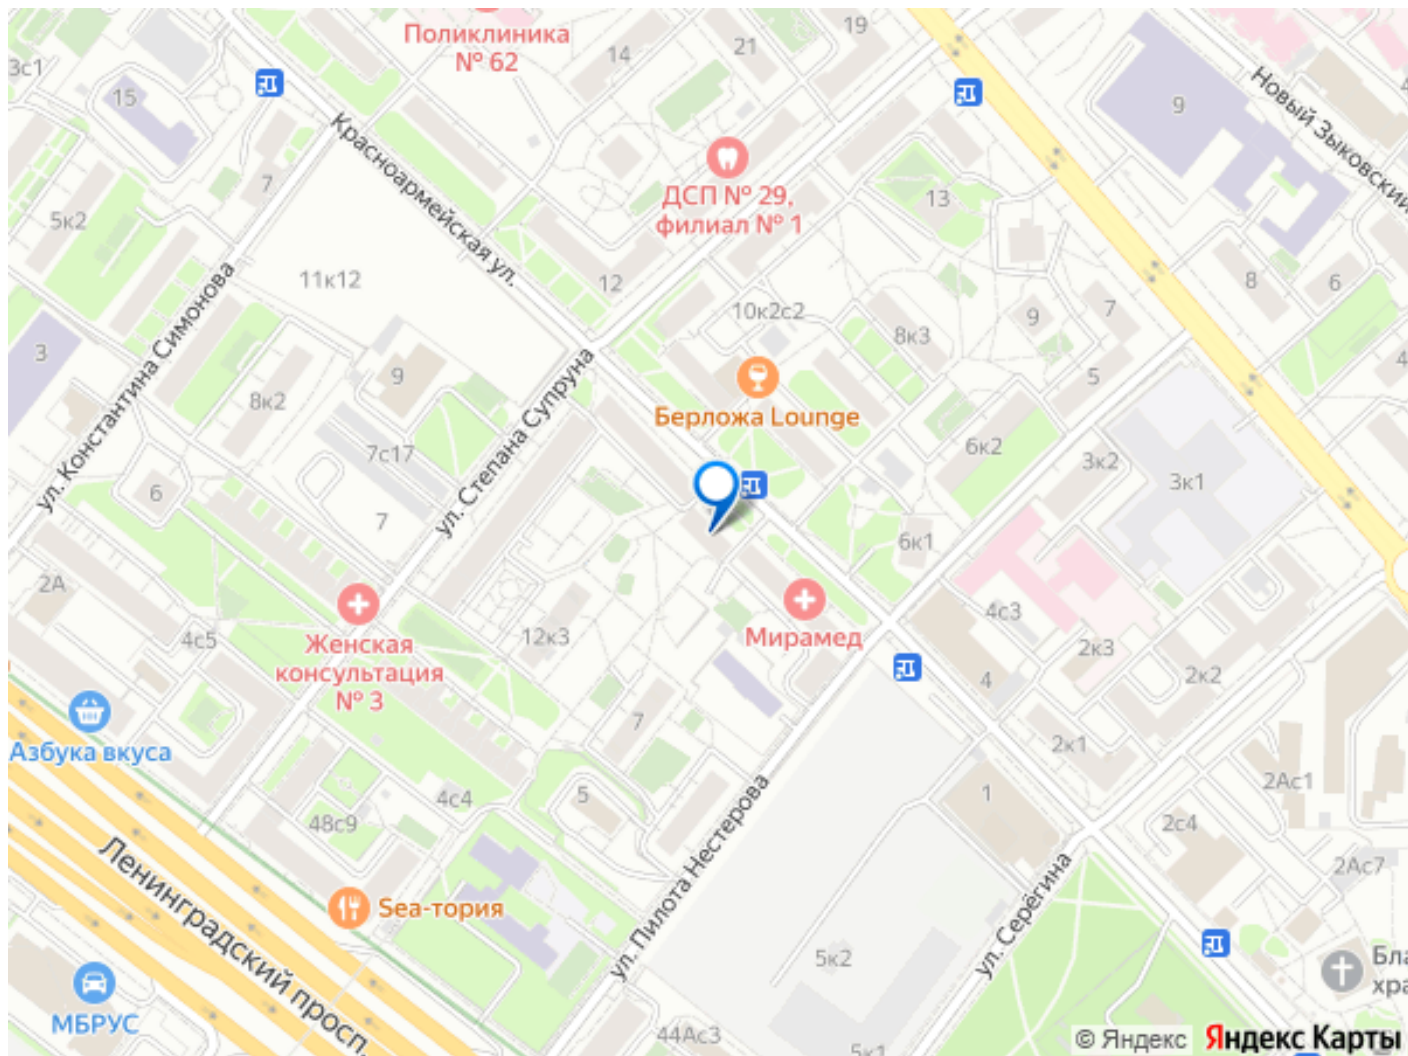 Поликлиника
№ 62
3с1
15
14
21
19
9
Новый Зыковский
Красноармейская ул.
7
ДСП № 29,
филиал № 1
13
5к2
11к12
12
10к2с2
8к3
9
7
8
6
3
ул. Константина Симонова
8к2
9
ул. Степана Супруна
Берложа Lounge
5
6к2
7с17
3к2
3к1
6
7
6к1
2А
4с5
Женская
консультация
№ 3
12к3
Мирамед
4с3
2к3
2к2
4
7
2к1
Азбука вкуса
4с4
5
48с9
1
2Ас1
2с4
2Ас7
Ленинградский просп.
Sea-тория
ул. Пилота Нестерова
ул. Серёгина
5к2
МБРУС
44Ас3
5к1
© Яндекс
Яндекс Карты